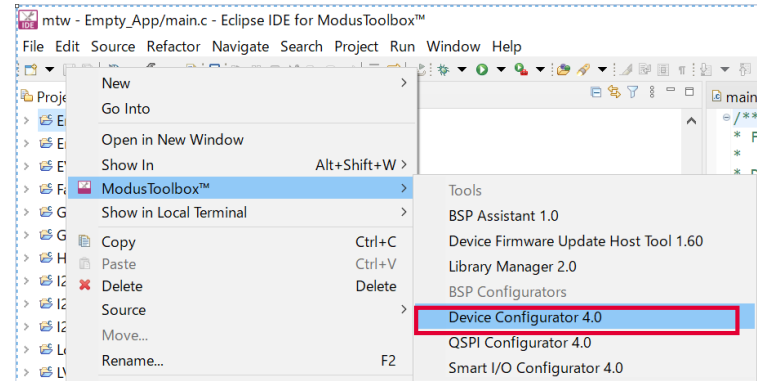 mtw - Empty_App/main.c - Eclipse IDE for ModusToolbox™
File Edit Source Refactor Navigate Search Project Run Window Help
Proje
main
New
Go Into
Open in New Window
Show In Alt+Shift+W
ModusToolbox™
Show in Local Terminal
Copy Ctrl+C
Paste Ctrl+V
Delete Delete
Source
Move...
Rename... F2
Tools
BSP Assistant 1.0
Device Firmware Update Host Tool 1.60
Library Manager 2.0
BSP Configurators
Device Configurator 4.0
QSPI Configurator 4.0
Smart I/O Configurator 4.0
/**
* F
*